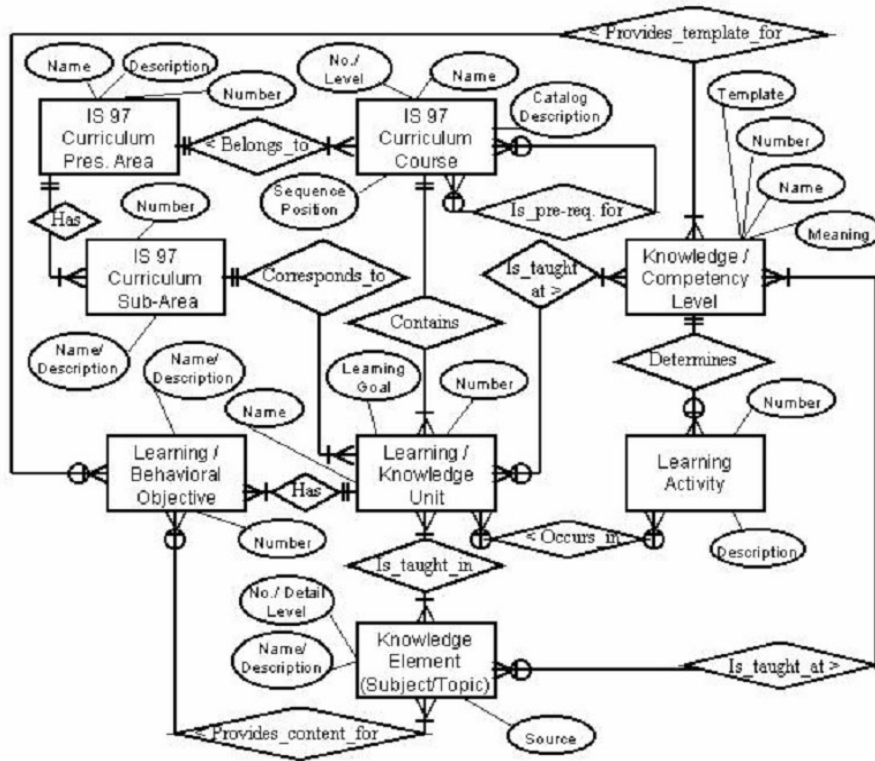 < Provides_template_for
Name
Description
Number
No./
Level
Name
Catalog
Description
Template
Number
Name
Meaning
IS 97
Curriculum
Pres. Area
< Belongs_to
IS 97
Curriculum
Course
Sequence
Position
Is_pre-req. for
Has
Number
IS 97
Curriculum
Sub-Area
Corresponds_to
Is_taught
at >
Knowledge /
Competency
Level
Contains
Determines
Name/
Description
Name/
Description
Name
Learning
Goal
Number
Number
Learning /
Behavioral
Objective
Has
Learning /
Knowledge
Unit
Learning
Activity
Number
< Occurs_in
Description
Is_taught_in
No./ Detail
Level
Name/
Description
Knowledge
Element
(Subject/Topic)
Is_taught_at >
< Provides_content_for
Source